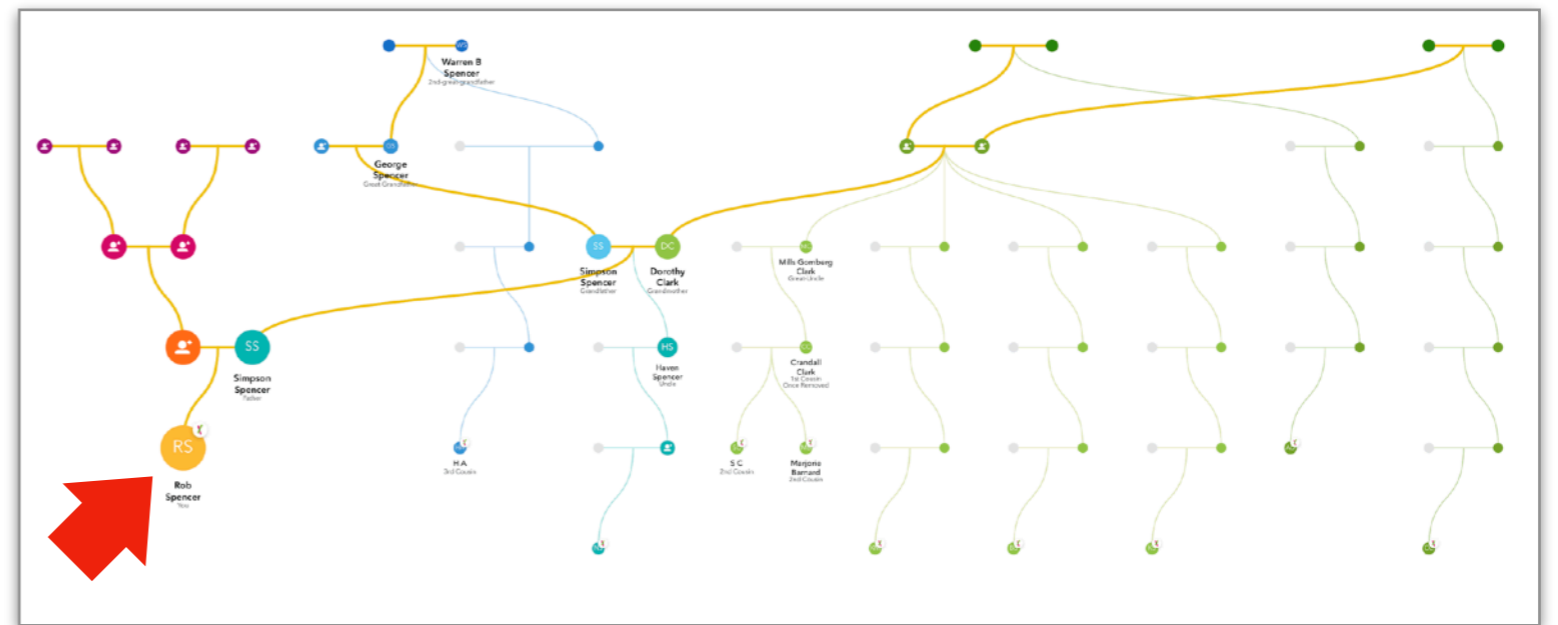 Warren B
Spencer
2nd-great-grandfather
George
Spencer
Great Grandfather
SS
DC
Simpson
Spencer
Grandfather
Dorothy
Clark
Grandmother
Mills Gomberg
Clark
Great Uncle
SS
Simpson
Spencer
Father
HS
Haven
Spencer
Uncle
Crandall
Clark
1st Cousin
Once Removed
RS
Rob
Spencer
You
H A
3rd Cousin
S C
2nd Cousin
Marjorie
Barnard
2nd Cousin